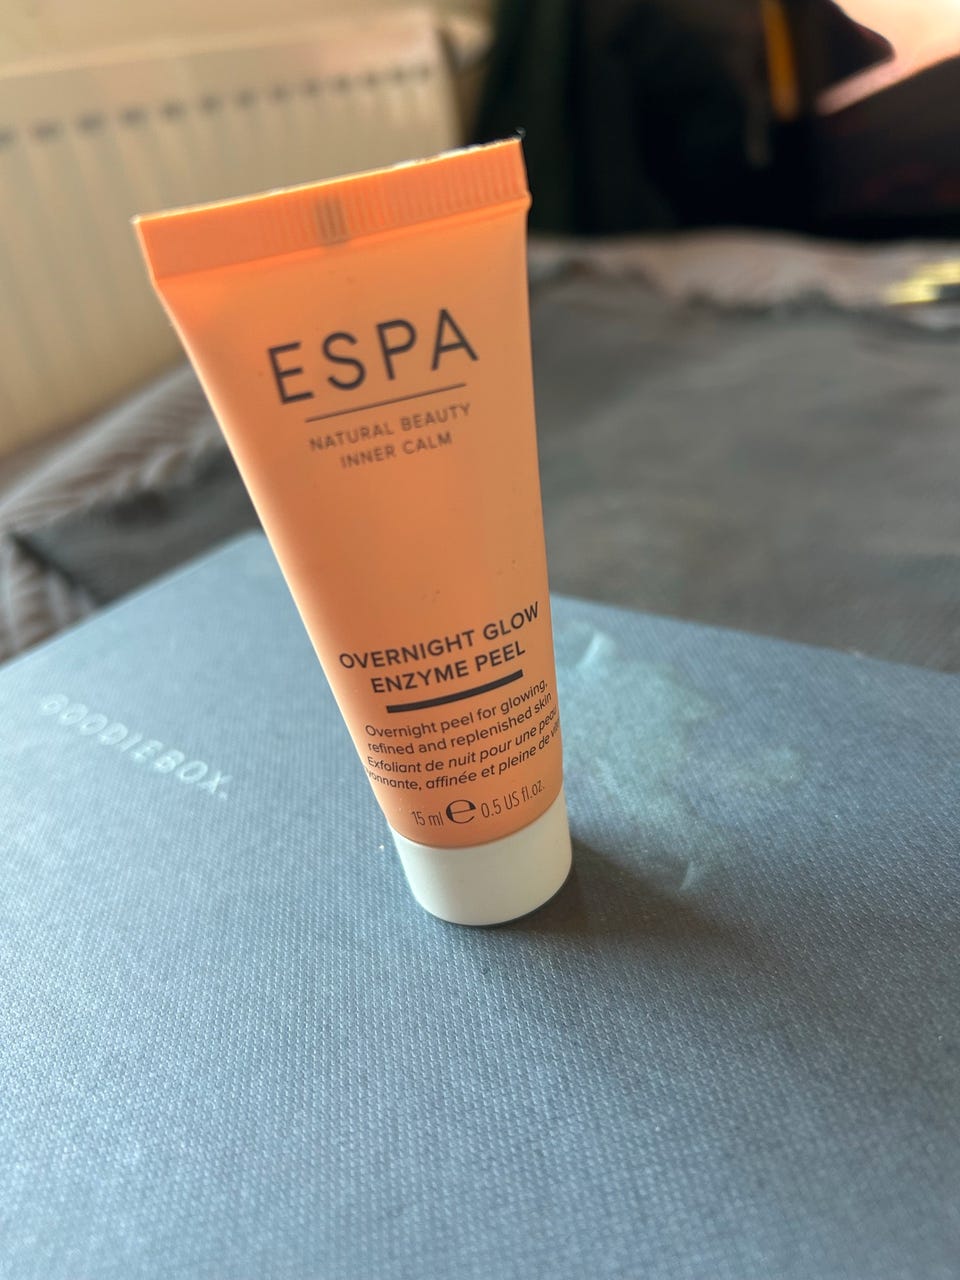 ESPA
NATURAL BEAUTY
INNER CALM
OVERNIGHT GLOW
ENZYME PEEL
Overnight peel for glowing,
refined and replenished skin
Exfoliant de nuit pour une peau
affinée et pleine de
15 ml e 0.5 US fl.oz.
GOODIEBOX